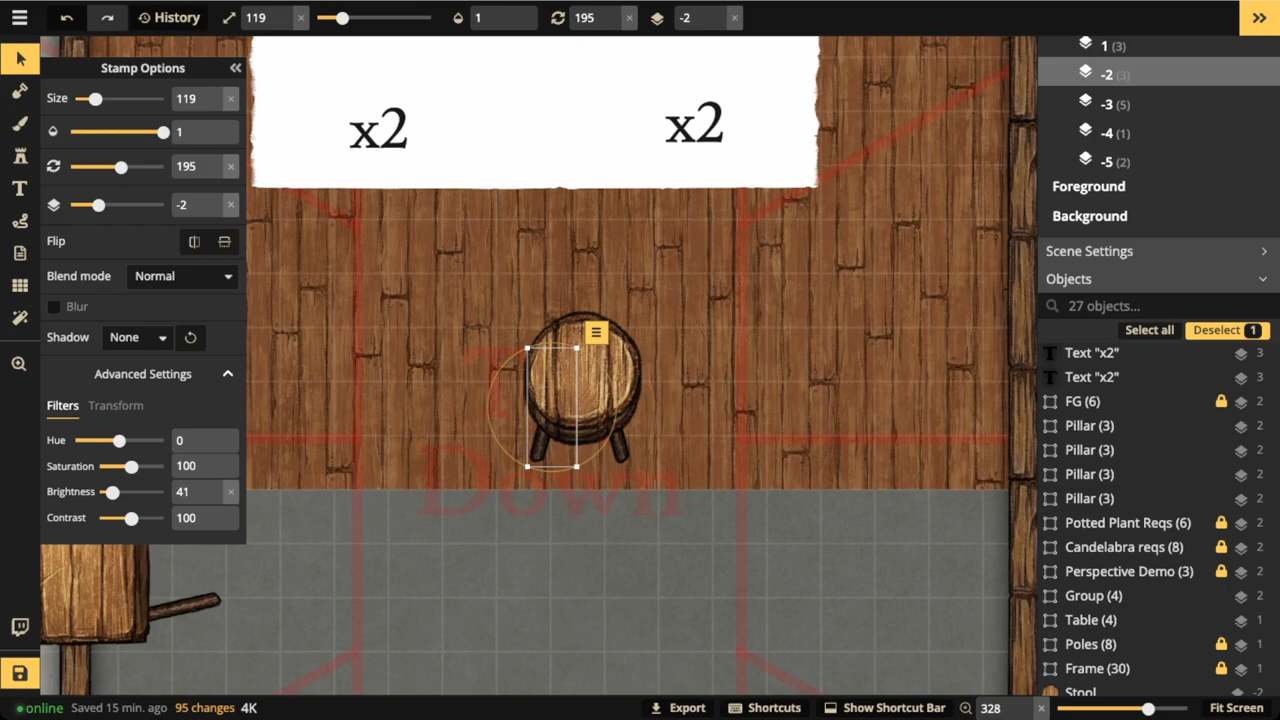 History
119
×
1
195
×
-2
×
Stamp Options
Size
119
×
1
195
×
-2
×
Flip
Blend mode
Normal
Blur
Shadow
None
Advanced Settings
Filters
Transform
Hue
0
Saturation
100
Brightness
41
×
Contrast
100
x2
x2
Down
1 (3)
-2 (3)
-3 (5)
-4 (1)
-5 (2)
Foreground
Background
Scene Settings
Objects
27 objects...
Select all
Deselect 1
T Text "x2" 3
T Text "x2" 3
FG (6) 2
Pillar (3) 2
Pillar (3) 2
Pillar (3) 2
Pillar (3) 2
Potted Plant Reqs (6) 2
Candelabra reqs (8) 2
Perspective Demo (3) 2
Group (4) 2
Table (4) 1
Poles (8) 1
Frame (30) 1
Stool -2
online
Saved 15 min. ago
95 changes
4K
Export
Shortcuts
Show Shortcut Bar
328
×
Fit Screen